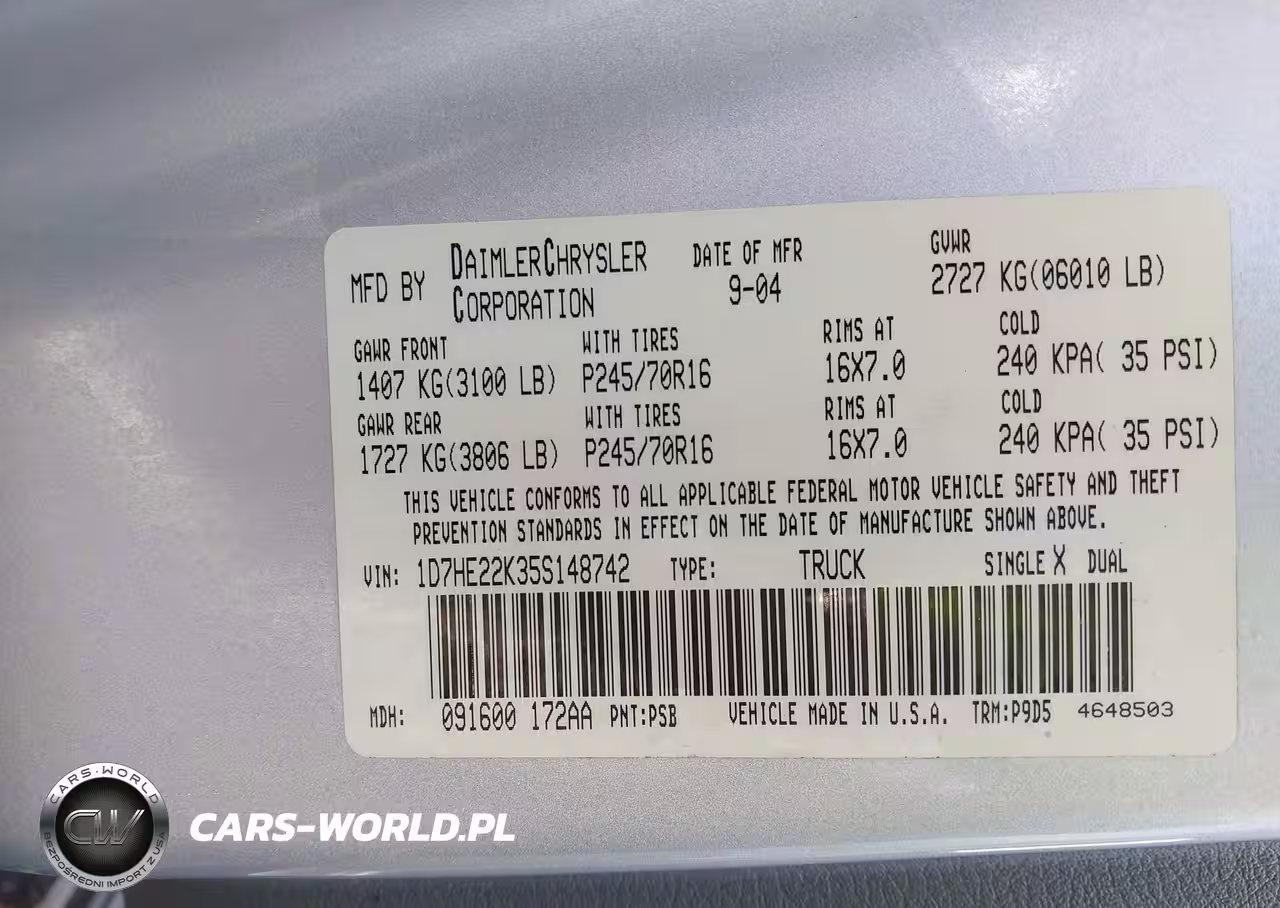 MFD BY DAIMLERCHRYSLER CORPORATION DATE OF MFR 9-04 GVWR 2727 KG(06010 LB)
GAWR FRONT WITH TIRES RIMS AT COLD
1407 KG(3100 LB) P245/70R16 16X7.0 240 KPA( 35 PSI)
GAWR REAR WITH TIRES RIMS AT COLD
1727 KG(3806 LB) P245/70R16 16X7.0 240 KPA( 35 PSI)
THIS VEHICLE CONFORMS TO ALL APPLICABLE FEDERAL MOTOR VEHICLE SAFETY AND THEFT
PREVENTION STANDARDS IN EFFECT ON THE DATE OF MANUFACTURE SHOWN ABOVE.
VIN: 1D7HE22K35S148742 TYPE: TRUCK SINGLE X DUAL
MDH: 091600 172AA PNT:PSB VEHICLE MADE IN U.S.A. TRM:P9D5 4648503
CARS-WORLD
CW
BEZPOŚREDNI IMPORT Z USA
CARS-WORLD.PL